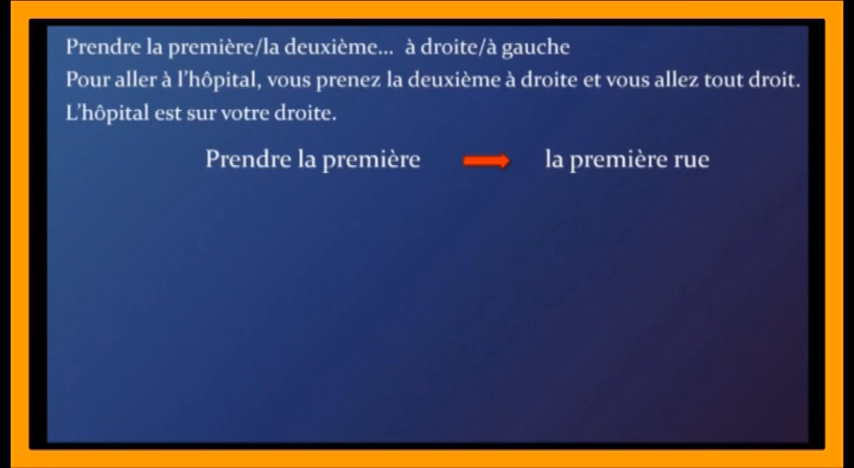 Prendre la première/la deuxième... à droite/à gauche
Pour aller à l'hôpital, vous prenez la deuxième à droite et vous allez tout droit.
L'hôpital est sur votre droite.
Prendre la première la première rue